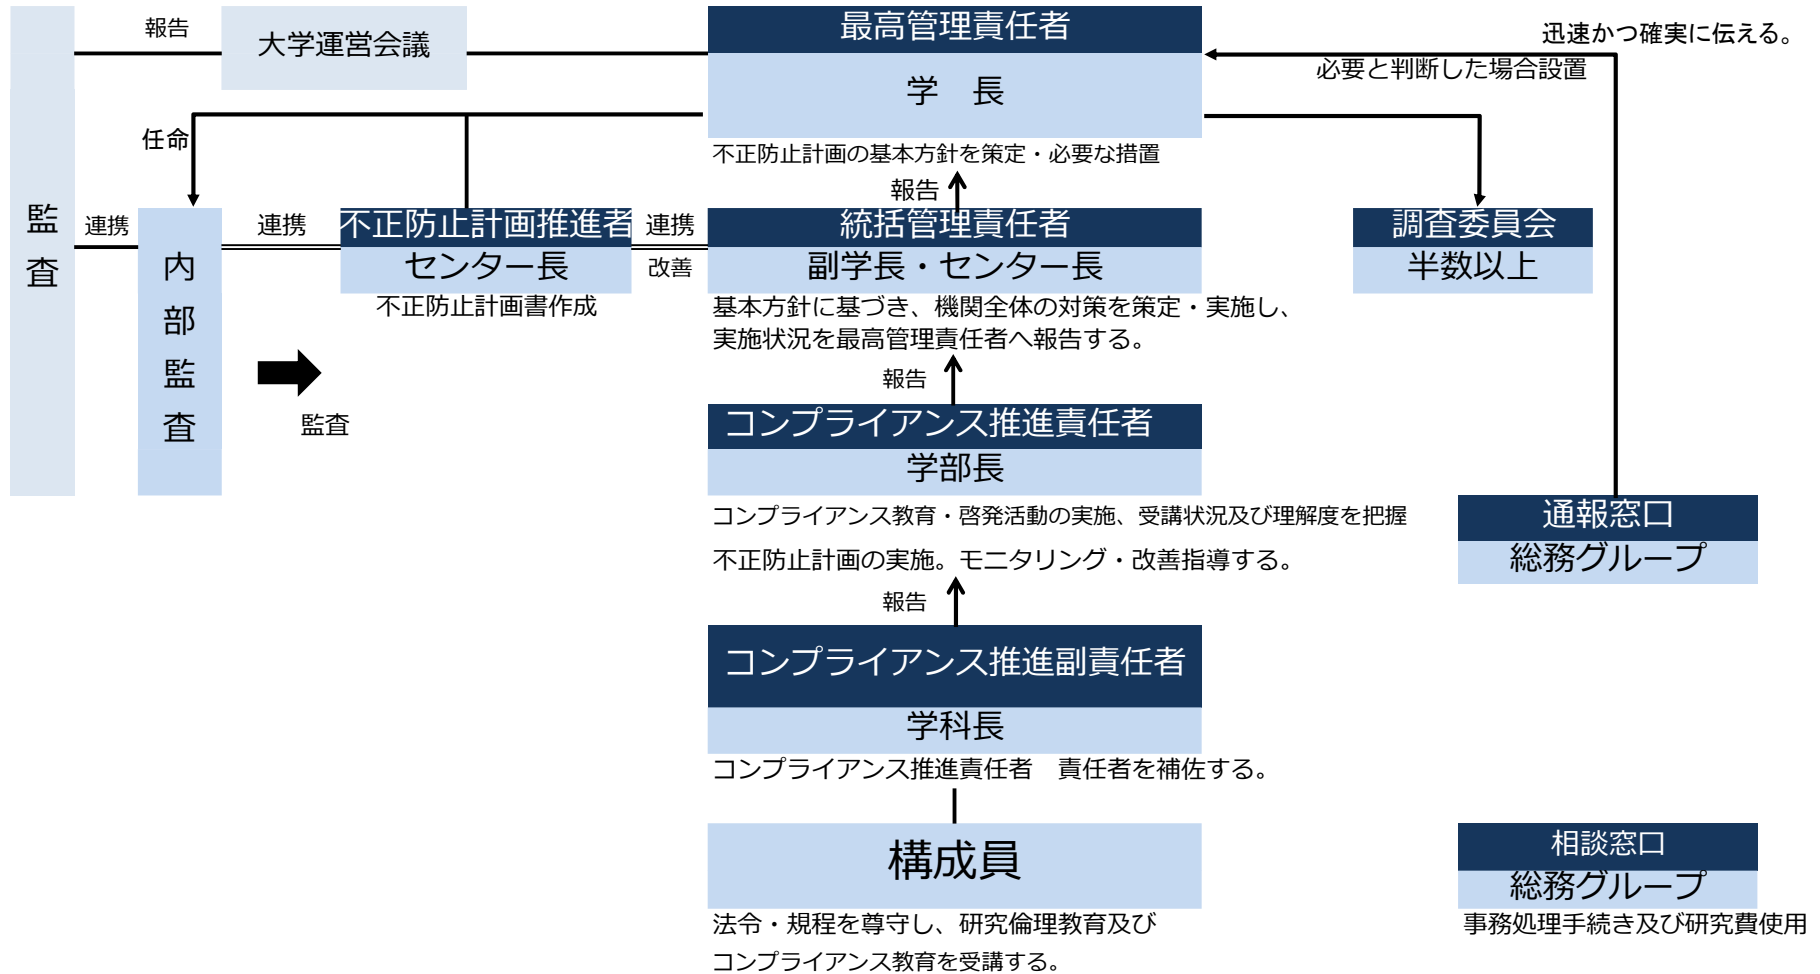 報告
大学運営会議
最高管理責任者
迅速かつ確実に伝える。
必要と判断した場合設置
学　長
任命
不正防止計画の基本方針を策定・必要な措置
報告
監査
連携
内部監査
連携
不正防止計画推進者
連携
統括管理責任者
調査委員会
センター長
改善
副学長・センター長
半数以上
不正防止計画書作成
基本方針に基づき、機関全体の対策を策定・実施し、
実施状況を最高管理責任者へ報告する。
報告
監査
コンプライアンス推進責任者
学部長
コンプライアンス教育・啓発活動の実施、受講状況及び理解度を把握
通報窓口
不正防止計画の実施。モニタリング・改善指導する。
総務グループ
報告
コンプライアンス推進副責任者
学科長
コンプライアンス推進責任者　責任者を補佐する。
構成員
相談窓口
総務グループ
法令・規程を尊守し、研究倫理教育及び
事務処理手続き及び研究費使用
コンプライアンス教育を受講する。